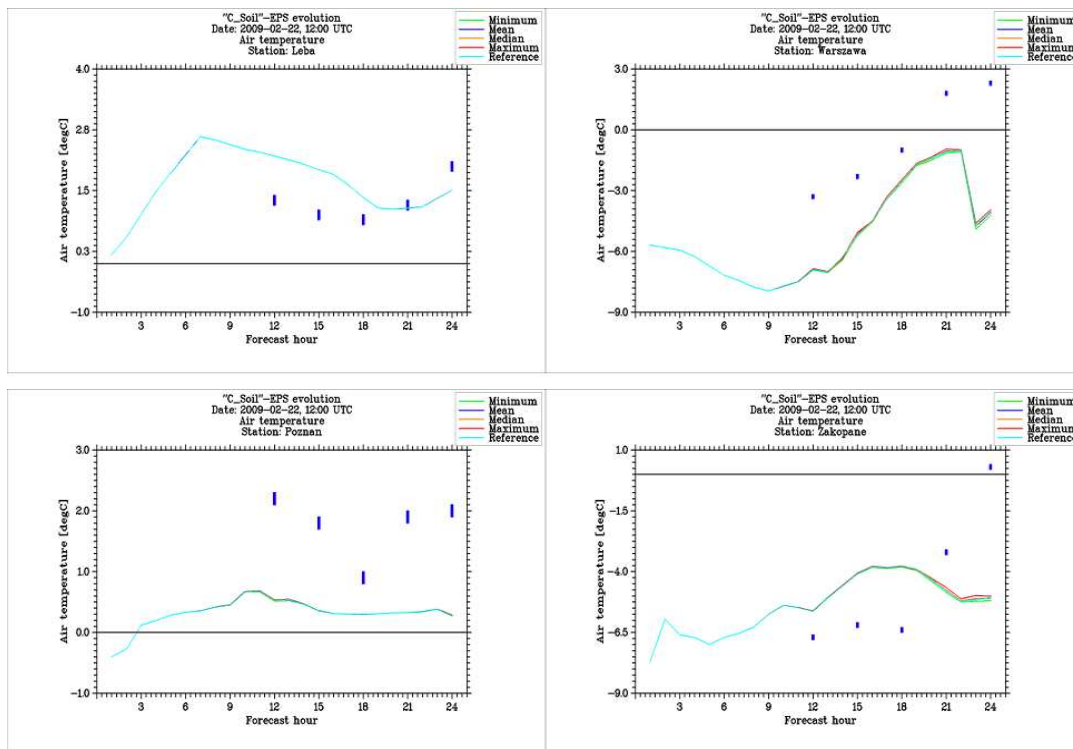 "C_Soil"-EPS evolution
Date: 2009-02-22, 12:00 UTC
Air temperature
Station: Leba
Minimum
Mean
Median
Maximum
Reference
4.0
2.8
1.5
0.3
-1.0
Air temperature [degC]
3 6 9 12 15 18 21 24
Forecast hour
"C_Soil"-EPS evolution
Date: 2009-02-22, 12:00 UTC
Air temperature
Station: Warszawa
Minimum
Mean
Median
Maximum
Reference
3.0
0.0
-3.0
-6.0
-9.0
Air temperature [degC]
3 6 9 12 15 18 21 24
Forecast hour
"C_Soil"-EPS evolution
Date: 2009-02-22, 12:00 UTC
Air temperature
Station: Poznan
Minimum
Mean
Median
Maximum
Reference
3.0
2.0
1.0
0.0
-1.0
Air temperature [degC]
3 6 9 12 15 18 21 24
Forecast hour
"C_Soil"-EPS evolution
Date: 2009-02-22, 12:00 UTC
Air temperature
Station: Zakopane
Minimum
Mean
Median
Maximum
Reference
1.0
-1.5
-4.0
-6.5
-9.0
Air temperature [degC]
3 6 9 12 15 18 21 24
Forecast hour